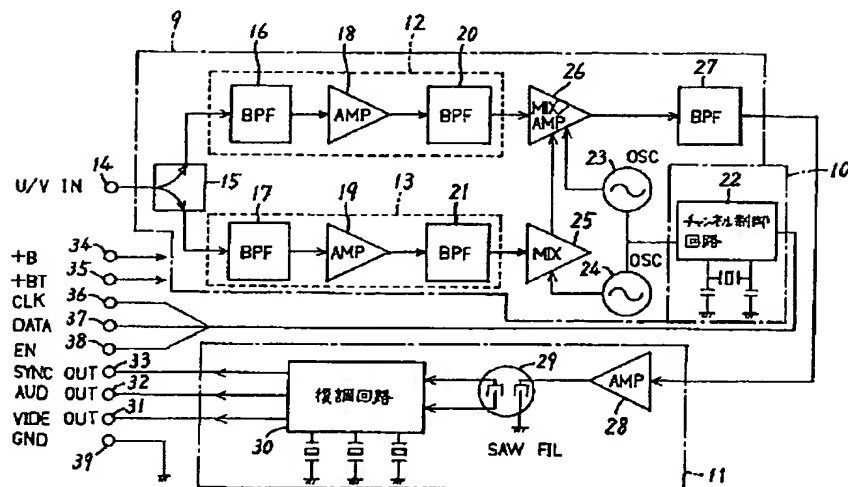 9
16
18
12
20
26
27
BPF
AMP
BPF
MIX
AMP
BPF
14
U/V IN
15
23
OSC
22
10
17
19
13
21
25
チャンネル制御
回路
BPF
AMP
BPF
MIX
OSC
24
+B
34
+BT
35
CLK
36
DATA
37
EN
38
SYNC OUT
33
AUD OUT
32
VIDE OUT
31
GND
39
復調回路
30
29
SAW FIL
AMP
28
11